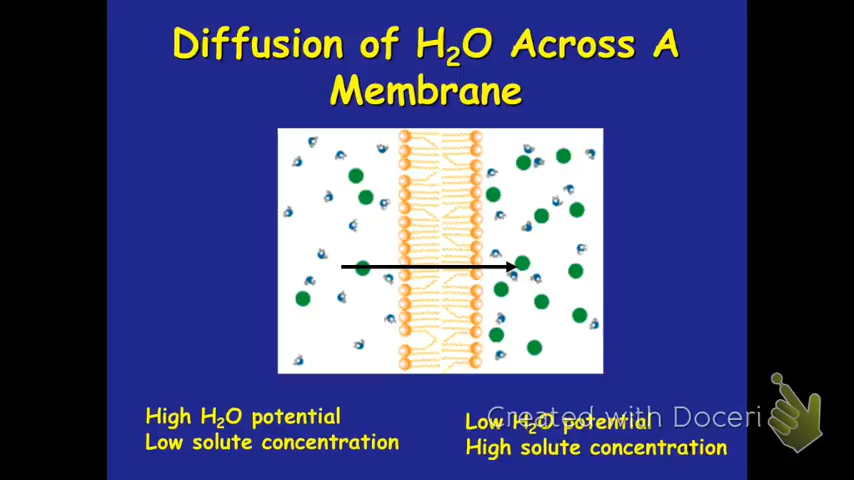 Diffusion of H₂O Across A
Membrane
High H₂O potential
Low solute concentration
Low H₂O potential
High solute concentration
Created with Doceri